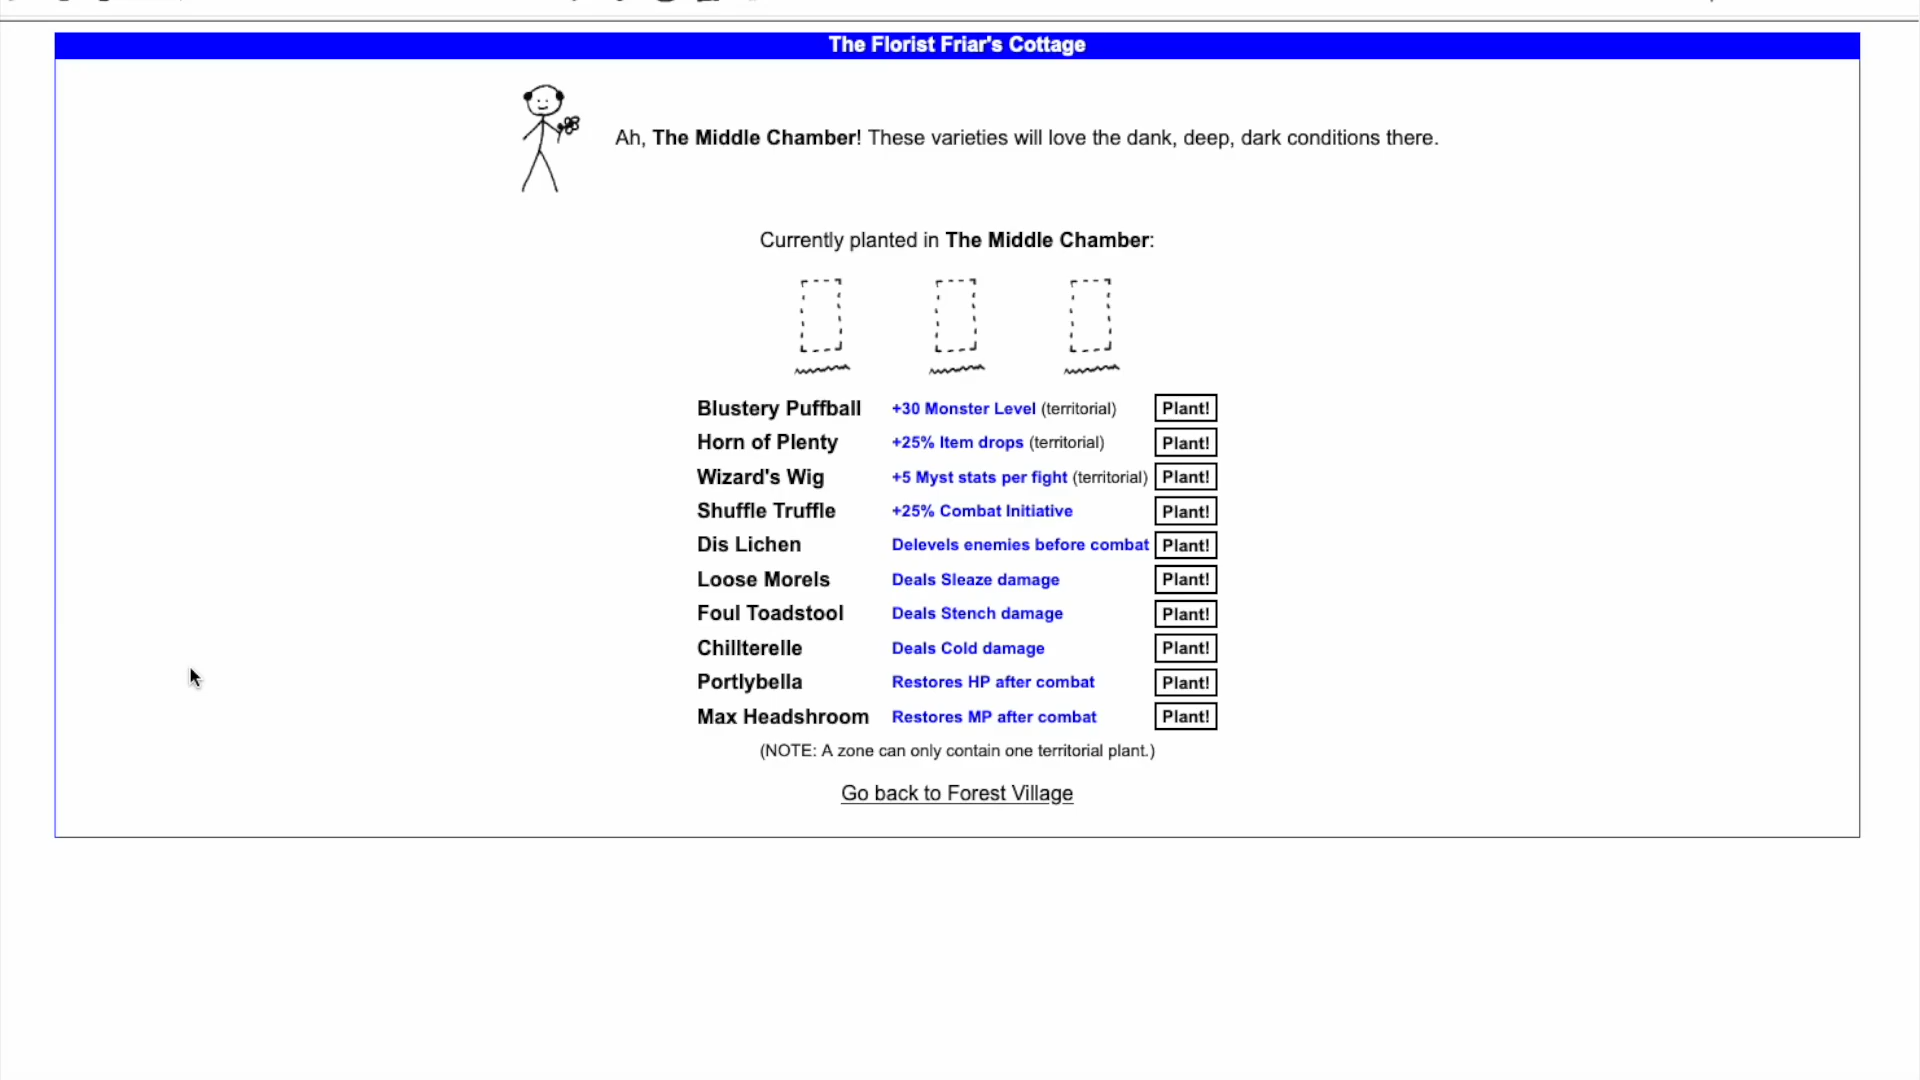 The Florist Friar's Cottage
Ah, The Middle Chamber! These varieties will love the dank, deep, dark conditions there.
Currently planted in The Middle Chamber:
Blustery Puffball +30 Monster Level (territorial) Plant!
Horn of Plenty +25% Item drops (territorial) Plant!
Wizard's Wig +5 Myst stats per fight (territorial) Plant!
Shuffle Truffle +25% Combat Initiative Plant!
Dis Lichen Delevels enemies before combat Plant!
Loose Morels Deals Sleaze damage Plant!
Foul Toadstool Deals Stench damage Plant!
Chillterelle Deals Cold damage Plant!
Portlybella Restores HP after combat Plant!
Max Headshroom Restores MP after combat Plant!
(NOTE: A zone can only contain one territorial plant.)
Go back to Forest Village